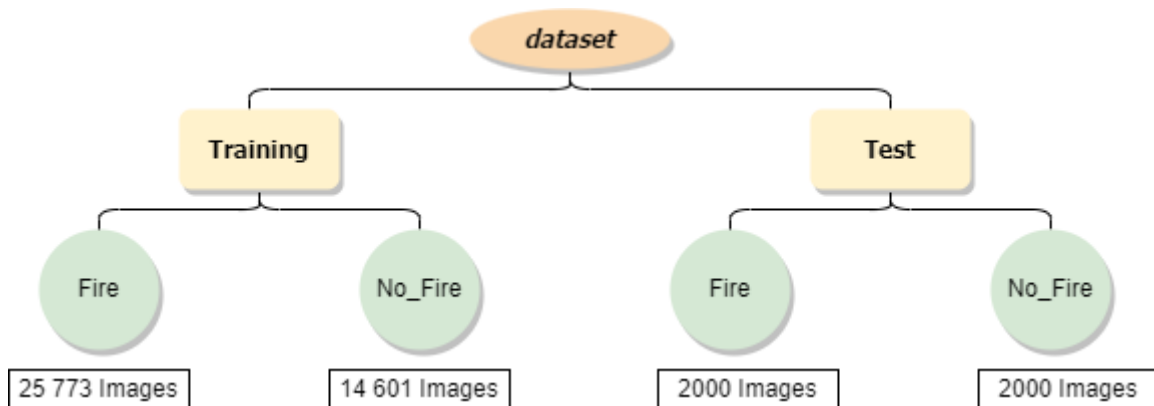 dataset
Training
Test
Fire
No_Fire
Fire
No_Fire
25 773 Images
14 601 Images
2000 Images
2000 Images